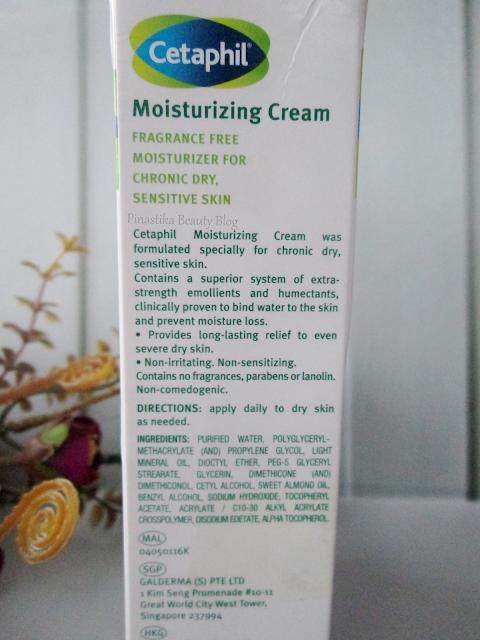 Cetaphil®
Moisturizing Cream
FRAGRANCE FREE
MOISTURIZER FOR
CHRONIC DRY,
SENSITIVE SKIN
Pinastika Beauty Blog
Cetaphil Moisturizing Cream was
formulated specially for chronic dry,
sensitive skin.
Contains a superior system of extra-
strength emollients and humectants,
clinically proven to bind water to the skin
and prevent moisture loss.
• Provides long-lasting relief to even
severe dry skin.
• Non-irritating. Non-sensitizing.
Contains no fragrances, parabens or lanolin.
Non-comedogenic.
DIRECTIONS: apply daily to dry skin
as needed.
INGREDIENTS: PURIFIED WATER, POLYGLYCERYL-
METHACRYLATE (AND) PROPYLENE GLYCOL, LIGHT
MINERAL OIL, DIOCTYL ETHER, PEG-5 GLYCERYL
STREARATE, GLYCERIN, DIMETHICONE (AND)
DIMETHICONOL, CETYL ALCOHOL, SWEET ALMOND OIL,
BENZYL ALCOHOL, SODIUM HYDROXIDE, TOCOPHERYL
ACETATE, ACRYLATE / C10-30 ALKYL ACRYLATE
CROSSPOLYMER, DISODIUM EDETATE, ALPHA TOCOPHEROL.
MAL
04050116K
SGP
GALDERMA (S) PTE LTD
1 Kim Seng Promenade #10-11
Great World City West Tower,
Singapore 237994
HKG